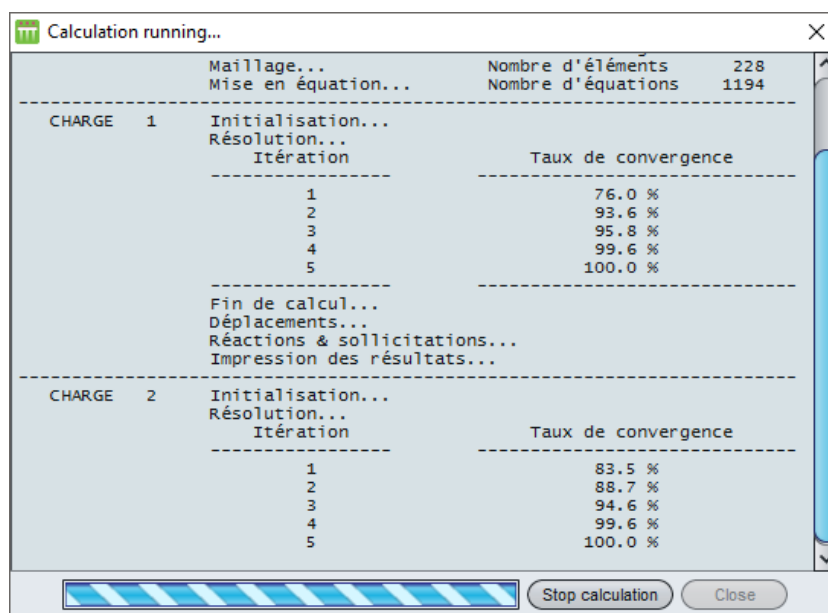 Calculation running...
Maillage... Nombre d'éléments 228
Mise en équation... Nombre d'équations 1194
CHARGE 1 Initialisation...
Résolution...
Itération Taux de convergence
1 76.0 %
2 93.6 %
3 95.8 %
4 99.6 %
5 100.0 %
Fin de calcul...
Déplacements...
Réactions & sollicitations...
Impression des résultats...
CHARGE 2 Initialisation...
Résolution...
Itération Taux de convergence
1 83.5 %
2 88.7 %
3 94.6 %
4 99.6 %
5 100.0 %
Stop calculation Close